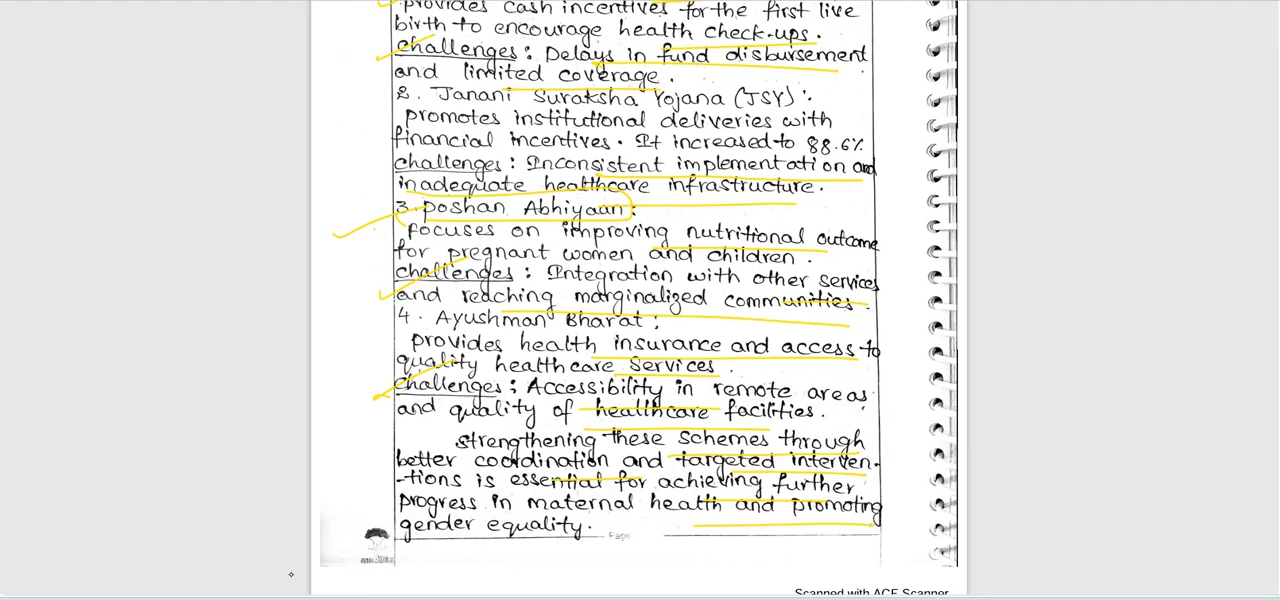 provides cash incentives for the first live
birth to encourage health check-ups.
challenges: Delays in fund disbursement
and limited coverage.
2. Janani Suraksha Yojana (JSY):
promotes institutional deliveries with
financial incentives. It increased to 88.6%
challenges: Inconsistent implementation and
inadequate healthcare infrastructure.
3. Poshan Abhiyaan:
focuses on improving nutritional outcome
for pregnant women and children.
challenges: Integration with other services
and reaching marginalized communities.
4. Ayushman Bharat:
provides health insurance and access to
quality healthcare services.
challenges: Accessibility in remote areas
and quality of healthcare facilities.
strengthening these schemes through
better coordination and targeted interven-
-tions is essential for achieving further
progress in maternal health and promoting
gender equality.
Page
Scanned with ACE Scanner